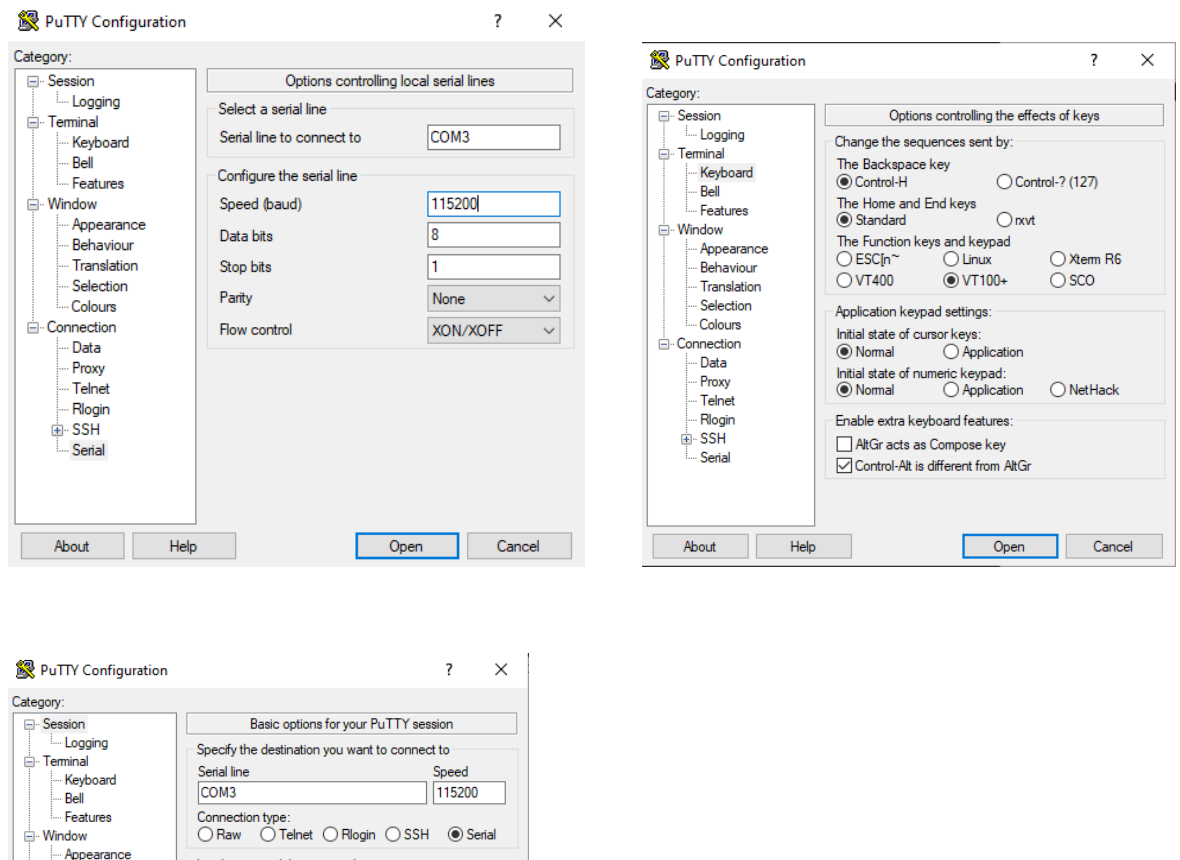 PuTTY Configuration
Category:
Session
Logging
Terminal
Keyboard
Bell
Features
Window
Appearance
Behaviour
Translation
Selection
Colours
Connection
Data
Proxy
Telnet
Rlogin
SSH
Serial
Options controlling local serial lines
Select a serial line
Serial line to connect to COM3
Configure the serial line
Speed (baud) 115200
Data bits 8
Stop bits 1
Parity None
Flow control XON/XOFF
About Help Open Cancel
PuTTY Configuration
Category:
Session
Logging
Terminal
Keyboard
Bell
Features
Window
Appearance
Behaviour
Translation
Selection
Colours
Connection
Data
Proxy
Telnet
Rlogin
SSH
Serial
Options controlling the effects of keys
Change the sequences sent by:
The Backspace key
Control-H Control-? (127)
The Home and End keys
Standard rxvt
The Function keys and keypad
ESC[n~ Linux Xterm R6
VT400 VT100+ SCO
Application keypad settings:
Initial state of cursor keys:
Normal Application
Initial state of numeric keypad:
Normal Application NetHack
Enable extra keyboard features:
AltGr acts as Compose key
Control-Alt is different from AltGr
About Help Open Cancel
PuTTY Configuration
Category:
Session
Logging
Terminal
Keyboard
Bell
Features
Window
Appearance
Basic options for your PuTTY session
Specify the destination you want to connect to
Serial line Speed
COM3 115200
Connection type:
Raw Telnet Rlogin SSH Serial